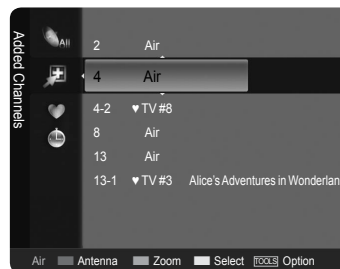 Added Channels
All
2 Air
4 Air
4-2 ♥ TV #8
8 Air
13 Air
13-1 ♥ TV #3 Alice's Adventures in Wonderlan
Air Antenna Zoom Select TOOLS Option